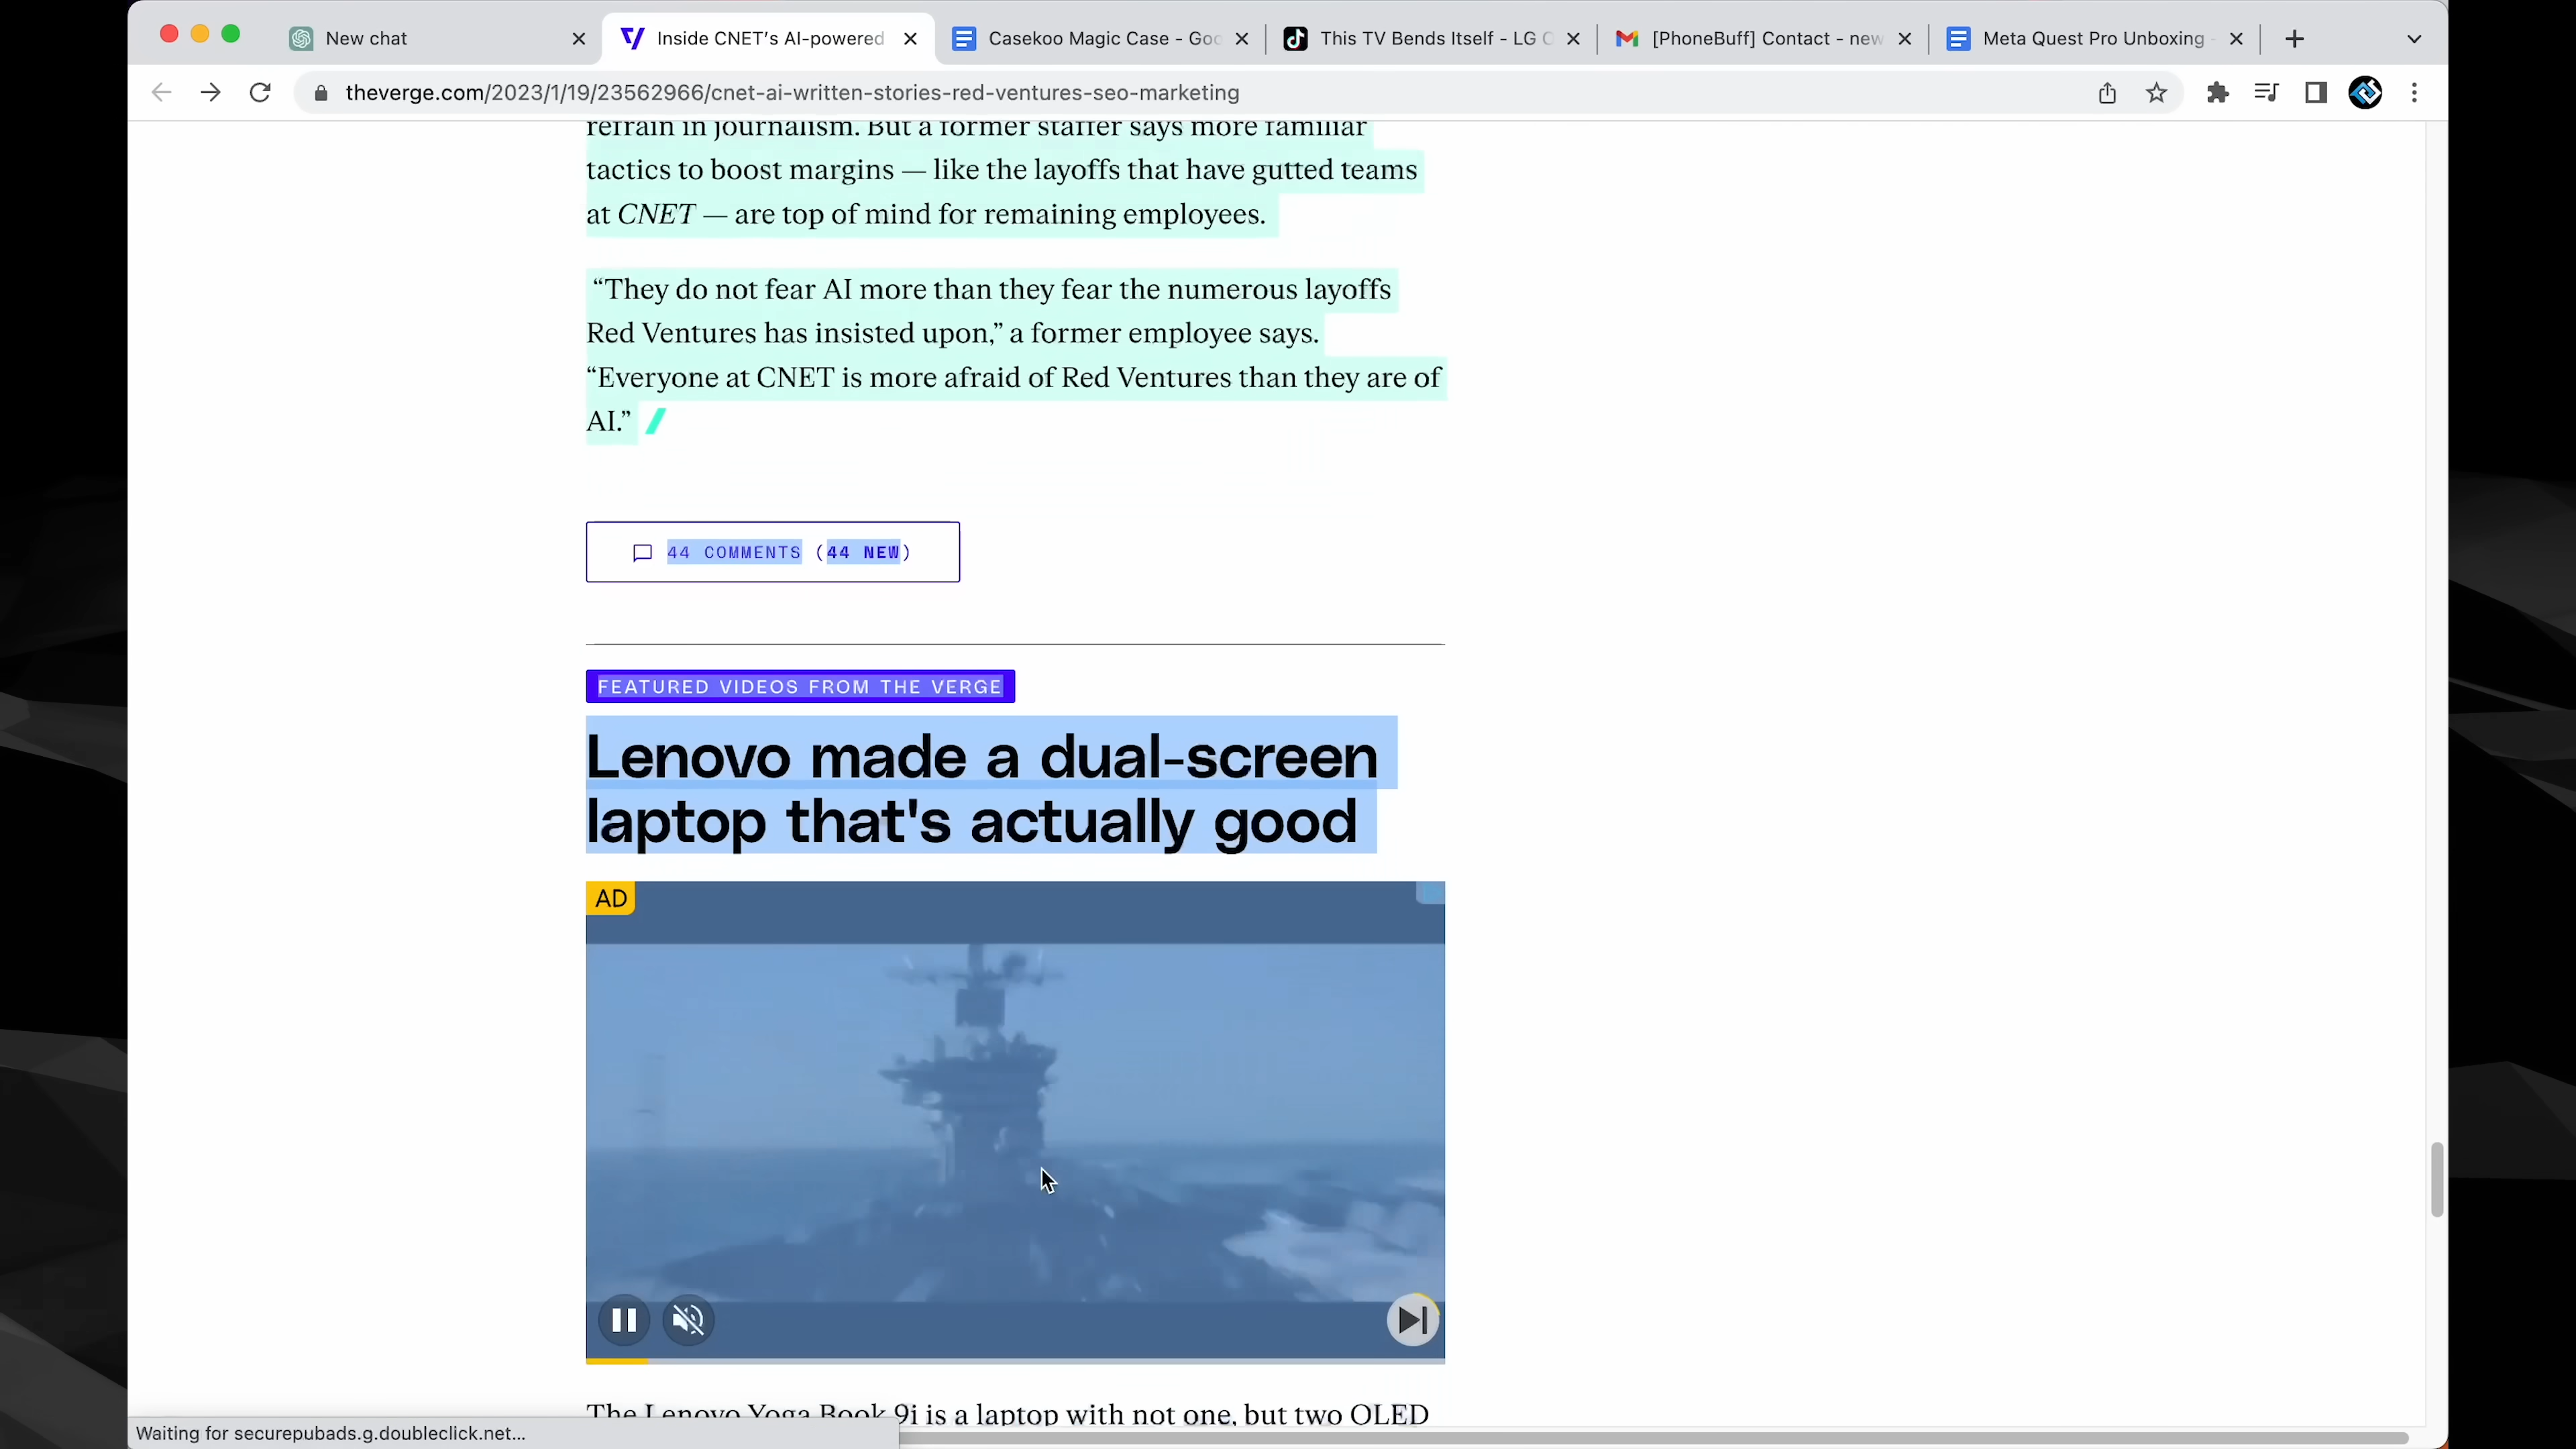 New chat
Inside CNET's AI-powered
Casekoo Magic Case - Goo
This TV Bends Itself - LG
[PhoneBuff] Contact - new
Meta Quest Pro Unboxing
theverge.com/2023/1/19/23562966/cnet-ai-written-stories-red-ventures-seo-marketing
refrain in journalism. But a former staffer says more familiar
tactics to boost margins — like the layoffs that have gutted teams
at CNET — are top of mind for remaining employees.
“They do not fear AI more than they fear the numerous layoffs
Red Ventures has insisted upon,” a former employee says.
“Everyone at CNET is more afraid of Red Ventures than they are of
AI.”
44 COMMENTS (44 NEW)
FEATURED VIDEOS FROM THE VERGE
Lenovo made a dual-screen
laptop that's actually good
AD
The Lenovo Yoga Book 9i is a laptop with not one, but two OLED
Waiting for securepubads.g.doubleclick.net...